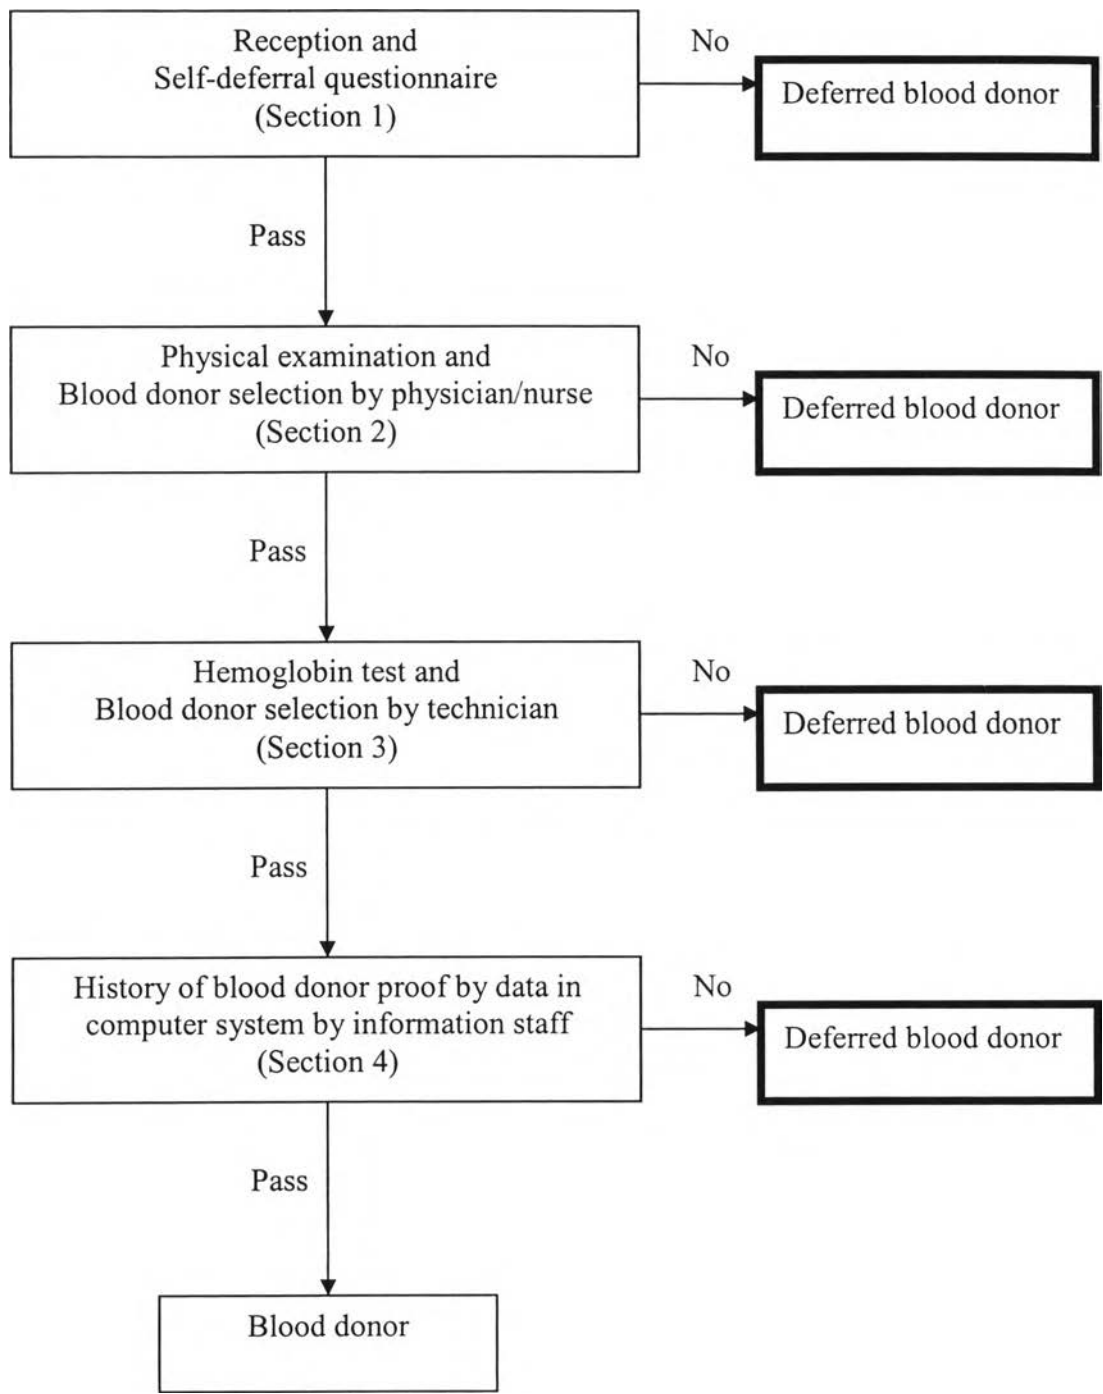 Reception and
Self-deferral questionnaire
(Section 1)
No
Deferred blood donor
Pass
Physical examination and
Blood donor selection by physician/nurse
(Section 2)
No
Deferred blood donor
Pass
Hemoglobin test and
Blood donor selection by technician
(Section 3)
No
Deferred blood donor
Pass
History of blood donor proof by data in
computer system by information staff
(Section 4)
No
Deferred blood donor
Pass
Blood donor